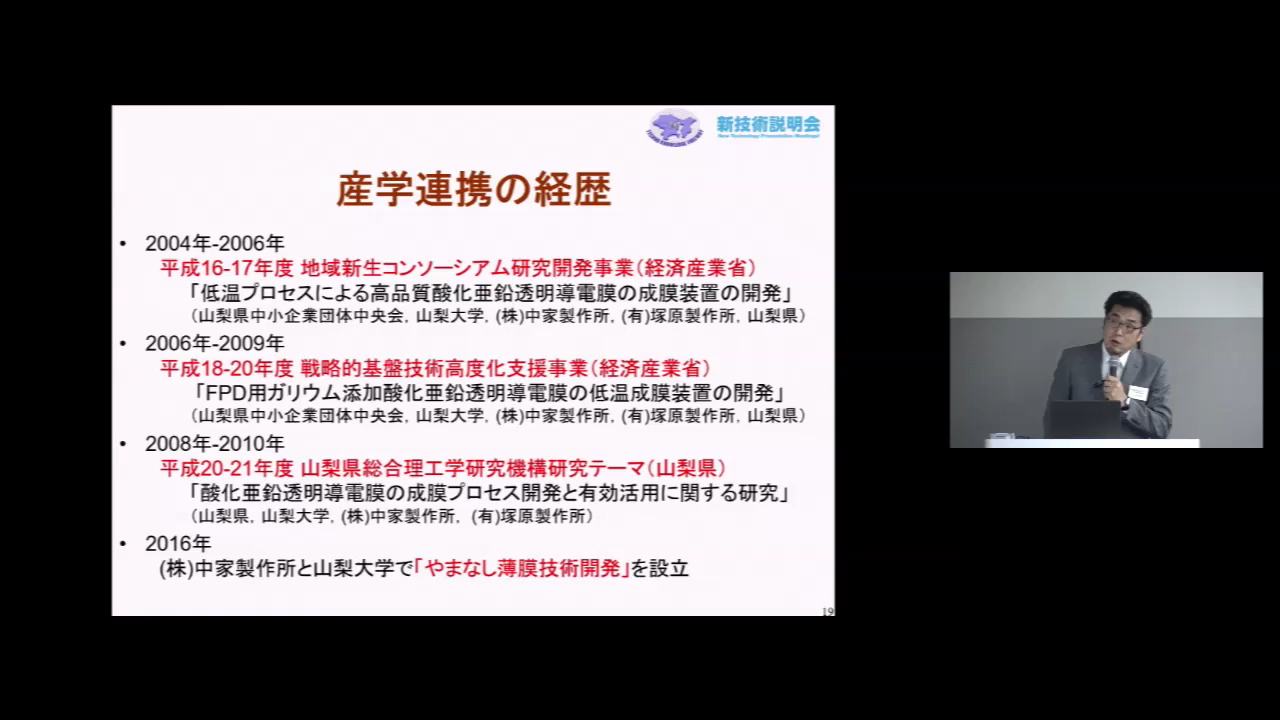 新技術説明会
New Technology Presentation Meetings!
産学連携の経歴
• 2004年-2006年
平成16-17年度 地域新生コンソーシアム研究開発事業（経済産業省）
「低温プロセスによる高品質酸化亜鉛透明導電膜の成膜装置の開発」
（山梨県中小企業団体中央会, 山梨大学, (株)中家製作所, (有)塚原製作所, 山梨県）
• 2006年-2009年
平成18-20年度 戦略的基盤技術高度化支援事業（経済産業省）
「FPD用ガリウム添加酸化亜鉛透明導電膜の低温成膜装置の開発」
（山梨県中小企業団体中央会, 山梨大学, (株)中家製作所, (有)塚原製作所, 山梨県）
• 2008年-2010年
平成20-21年度 山梨県総合理工学研究機構研究テーマ（山梨県）
「酸化亜鉛透明導電膜の成膜プロセス開発と有効活用に関する研究」
（山梨県, 山梨大学, (株)中家製作所, (有)塚原製作所）
• 2016年
(株)中家製作所と山梨大学で「やまなし薄膜技術開発」を設立
19